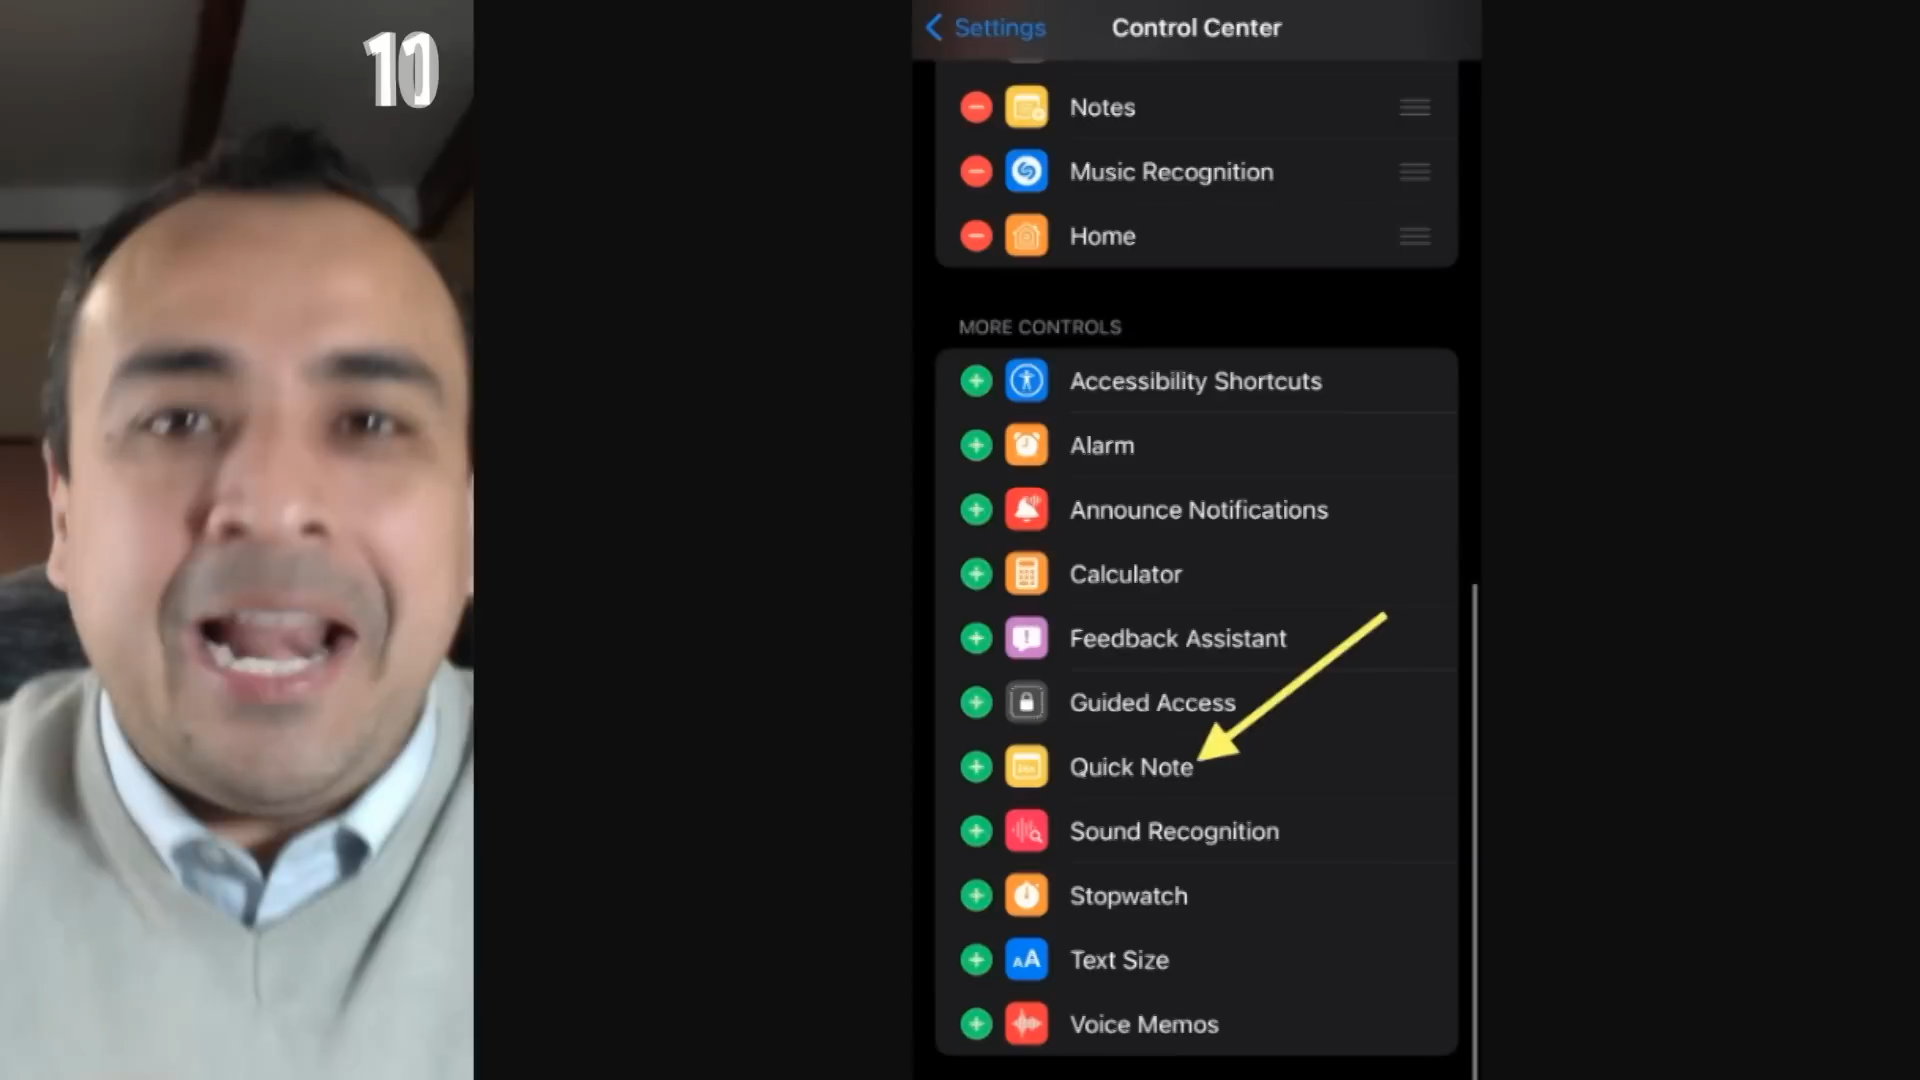 Settings
Control Center
Notes
Music Recognition
Home
MORE CONTROLS
Accessibility Shortcuts
Alarm
Announce Notifications
Calculator
Feedback Assistant
Guided Access
Quick Note
Sound Recognition
Stopwatch
AA Text Size
Voice Memos